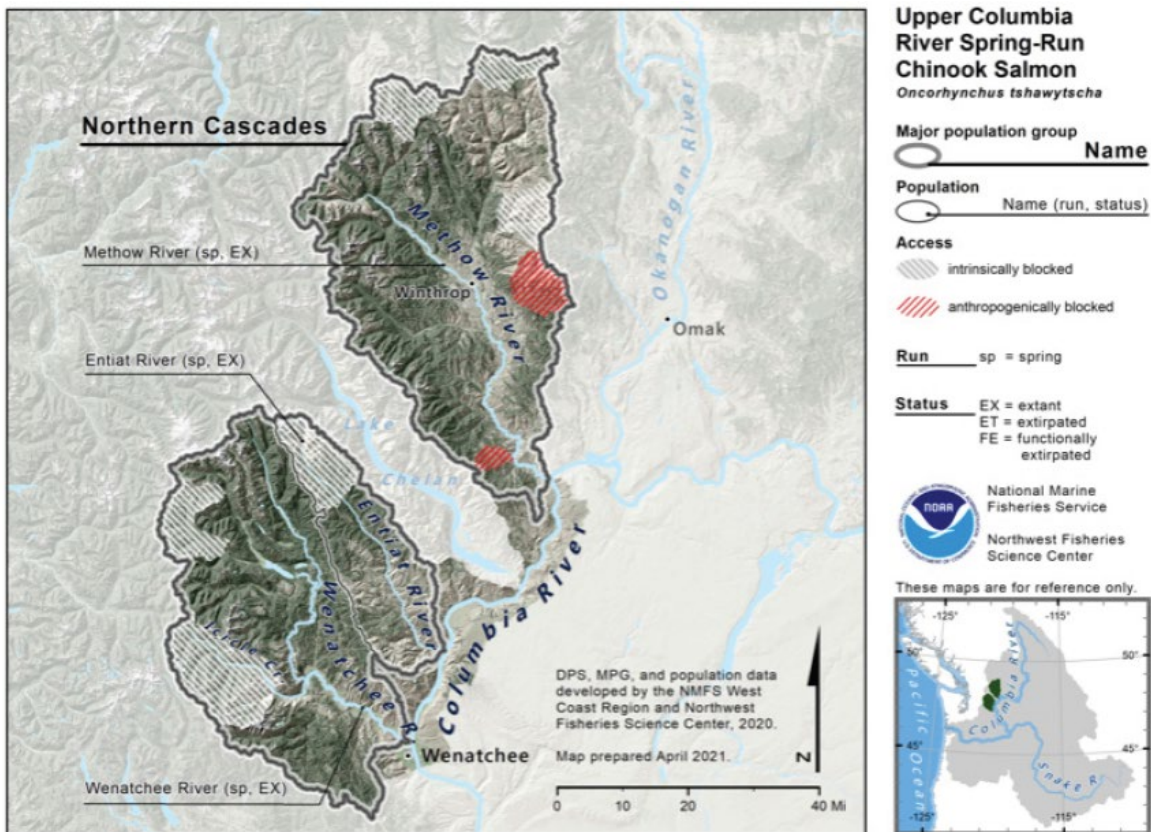 Upper Columbia
River Spring-Run
Chinook Salmon
Oncorhynchus tshawytscha
Major population group
Name
Population
Name (run, status)
Access
intrinsically blocked
anthropogenically blocked
Run
sp = spring
Status
EX = extant
ET = extirpated
FE = functionally
extirpated
NOAA
National Marine
Fisheries Service
Northwest Fisheries
Science Center
These maps are for reference only.
-125°
-115°
50°
50°
45°
45°
-125°
-115°
Pacific Ocean
Columbia River
Snake R.
Northern Cascades
Methow River (sp, EX)
Methow River
Winthrop
Okanogan River
Omak
Entiat River (sp, EX)
Lake
Chelan
Entiat River
Wenatchee R.
Icicle Cr.
Columbia River
Wenatchee
Wenatchee River (sp, EX)
DPS, MPG, and population data
developed by the NMFS West
Coast Region and Northwest
Fisheries Science Center, 2020.
Map prepared April 2021.
N
0 10 20 40 Mi